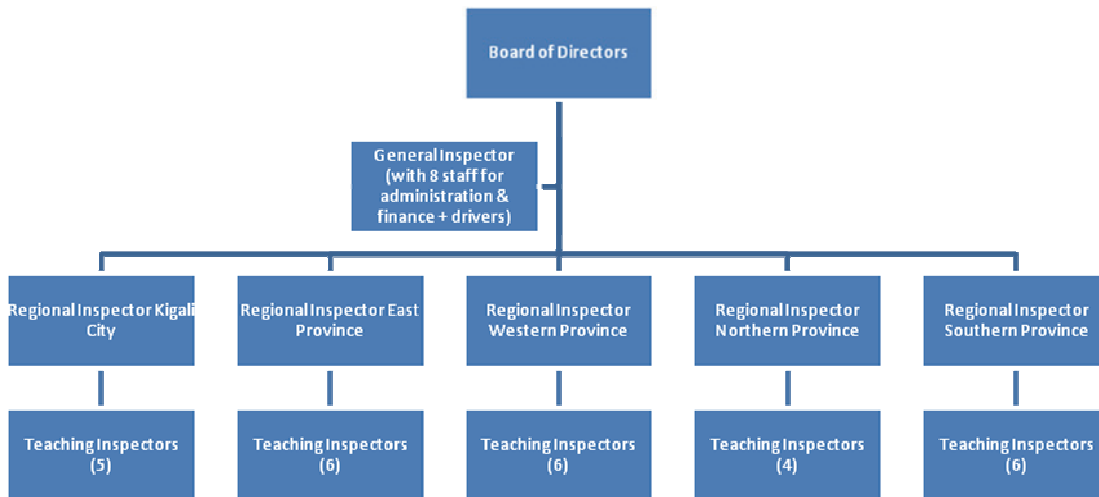 Board of Directors
General Inspector
(with 8 staff for
administration &
finance + drivers)
Regional Inspector Kigali
City
Regional Inspector East
Province
Regional Inspector
Western Province
Regional Inspector
Northern Province
Regional Inspector
Southern Province
Teaching Inspectors
(5)
Teaching Inspectors
(6)
Teaching Inspectors
(6)
Teaching Inspectors
(4)
Teaching Inspectors
(6)